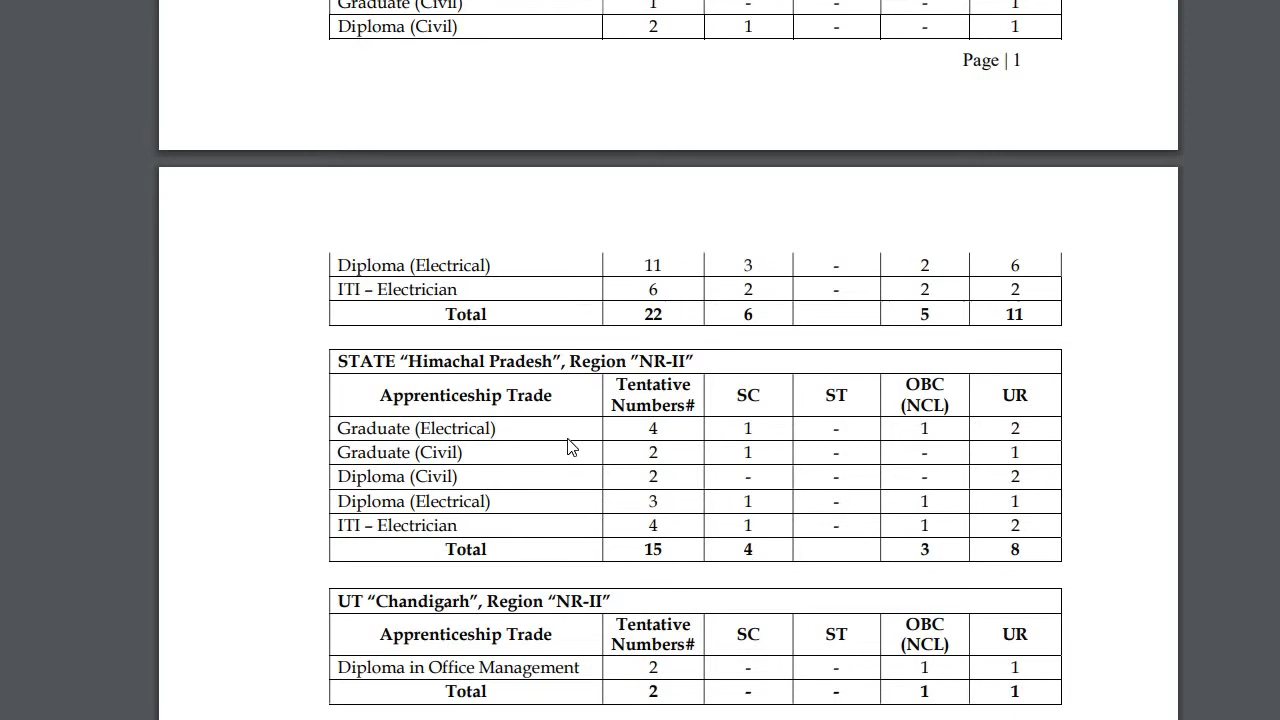 Graduate (Civil) 1 - - - 1
Diploma (Civil) 2 1 - - 1
Page | 1
Diploma (Electrical) 11 3 - 2 6
ITI – Electrician 6 2 - 2 2
Total 22 6 5 11
STATE “Himachal Pradesh”, Region ”NR-II”
Apprenticeship Trade Tentative Numbers# SC ST OBC (NCL) UR
Graduate (Electrical) 4 1 - 1 2
Graduate (Civil) 2 1 - - 1
Diploma (Civil) 2 - - - 2
Diploma (Electrical) 3 1 - 1 1
ITI – Electrician 4 1 - 1 2
Total 15 4 3 8
UT “Chandigarh”, Region “NR-II”
Apprenticeship Trade Tentative Numbers# SC ST OBC (NCL) UR
Diploma in Office Management 2 - - 1 1
Total 2 - - 1 1